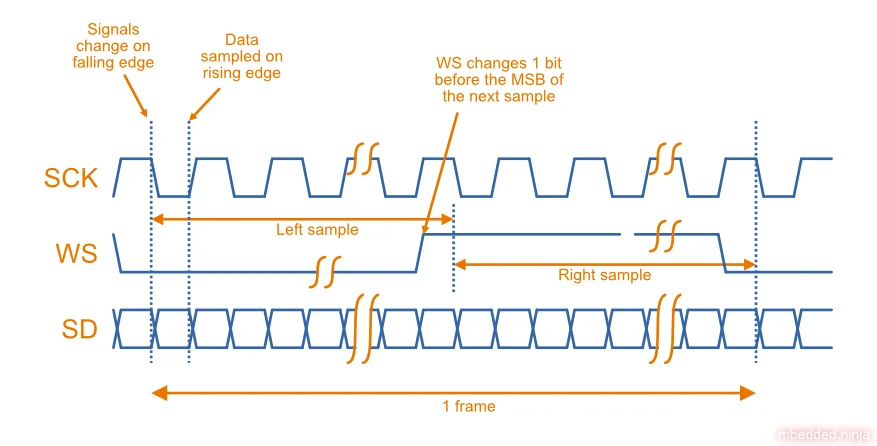 Signals
change on
falling edge
Data
sampled on
rising edge
WS changes 1 bit
before the MSB of
the next sample
SCK
Left sample
WS
Right sample
SD
1 frame
mbedded.ninja